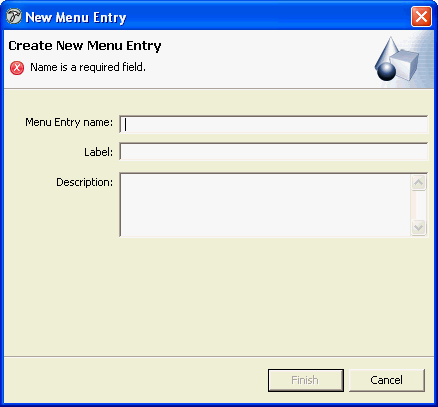 New Menu Entry
Create New Menu Entry
Name is a required field.
Menu Entry name:
Label:
Description:
Finish
Cancel